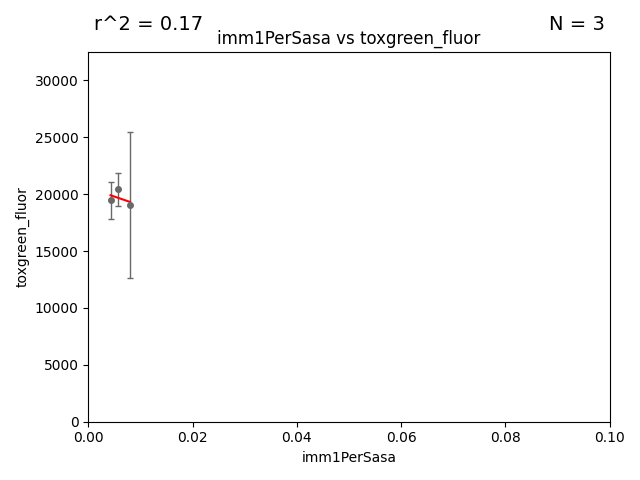 r^2 = 0.17
N = 3
imm1PerSasa vs toxgreen_fluor
30000
25000
20000
15000
10000
5000
0
toxgreen_fluor
0.00
0.02
0.04
0.06
0.08
0.10
imm1PerSasa